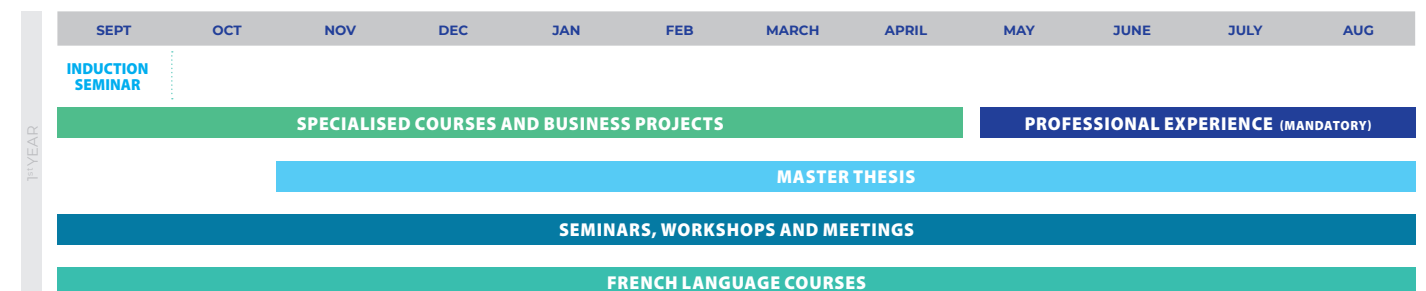 SEPT OCT NOV DEC JAN FEB MARCH APRIL MAY JUNE JULY AUG
INDUCTION
SEMINAR
SPECIALISED COURSES AND BUSINESS PROJECTS PROFESSIONAL EXPERIENCE (MANDATORY)
1st YEAR
MASTER THESIS
SEMINARS, WORKSHOPS AND MEETINGS
FRENCH LANGUAGE COURSES